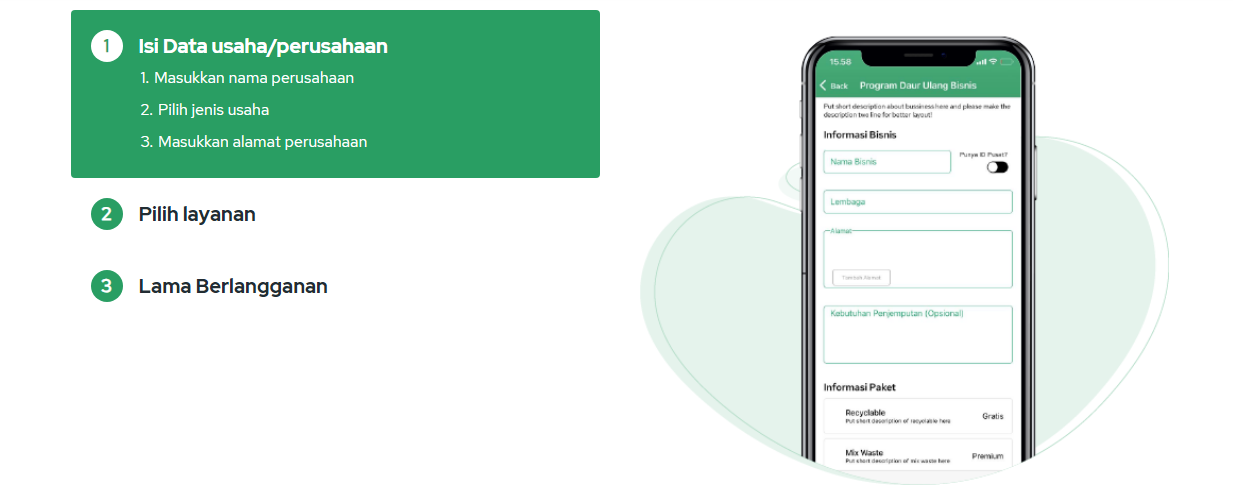 1
Isi Data usaha/perusahaan
1. Masukkan nama perusahaan
2. Pilih jenis usaha
3. Masukkan alamat perusahaan
2
Pilih layanan
3
Lama Berlangganan
15.58
Back
Program Daur Ulang Bisnis
Put short description about bussiness here and please make the
description two line for better layout!
Informasi Bisnis
Nama Bisnis
Punya ID Pusat?
Lembaga
Alamat
Tambah Alamat
Kebutuhan Penjemputan (Opsional)
Informasi Paket
Recyclable
Gratis
Put short description of recyclable here
Mix Waste
Premium
Put short description of mix waste here